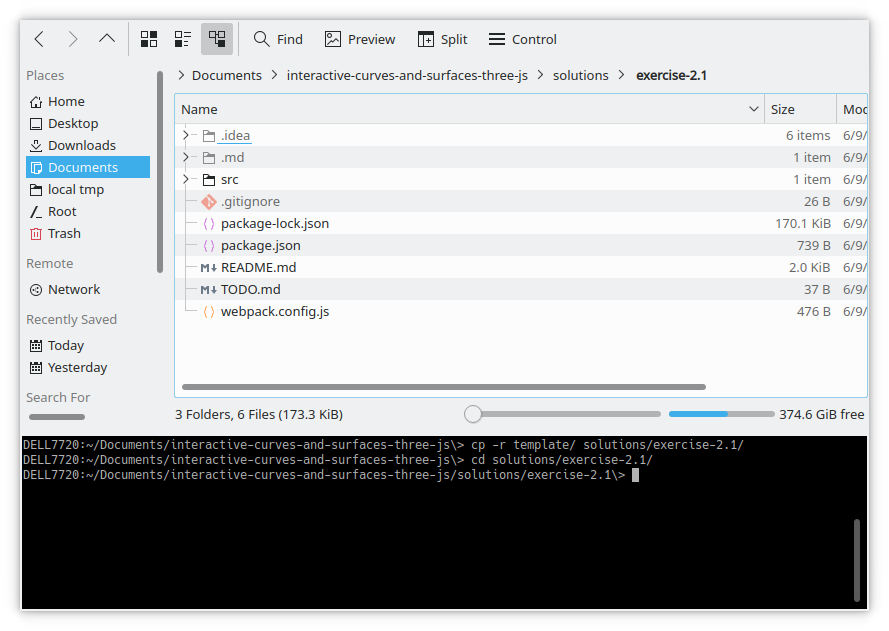 Find Preview Split Control
Places
Home
Desktop
Downloads
Documents
local tmp
Root
Trash
Remote
Network
Recently Saved
Today
Yesterday
Search For
Documents interactive-curves-and-surfaces-three-js solutions exercise-2.1
Name Size Mod
.idea 6 items 6/9/
.md 1 item 6/9/
src 1 item 6/9/
.gitignore 26 B 6/9/
package-lock.json 170.1 KiB 6/9/
package.json 739 B 6/9/
README.md 2.0 KiB 6/9/
TODO.md 37 B 6/9/
webpack.config.js 476 B 6/9/
3 Folders, 6 Files (173.3 KiB) 374.6 GiB free
DELL7720:~/Documents/interactive-curves-and-surfaces-three-js\> cp -r template/ solutions/exercise-2.1/
DELL7720:~/Documents/interactive-curves-and-surfaces-three-js\> cd solutions/exercise-2.1/
DELL7720:~/Documents/interactive-curves-and-surfaces-three-js/solutions/exercise-2.1\>